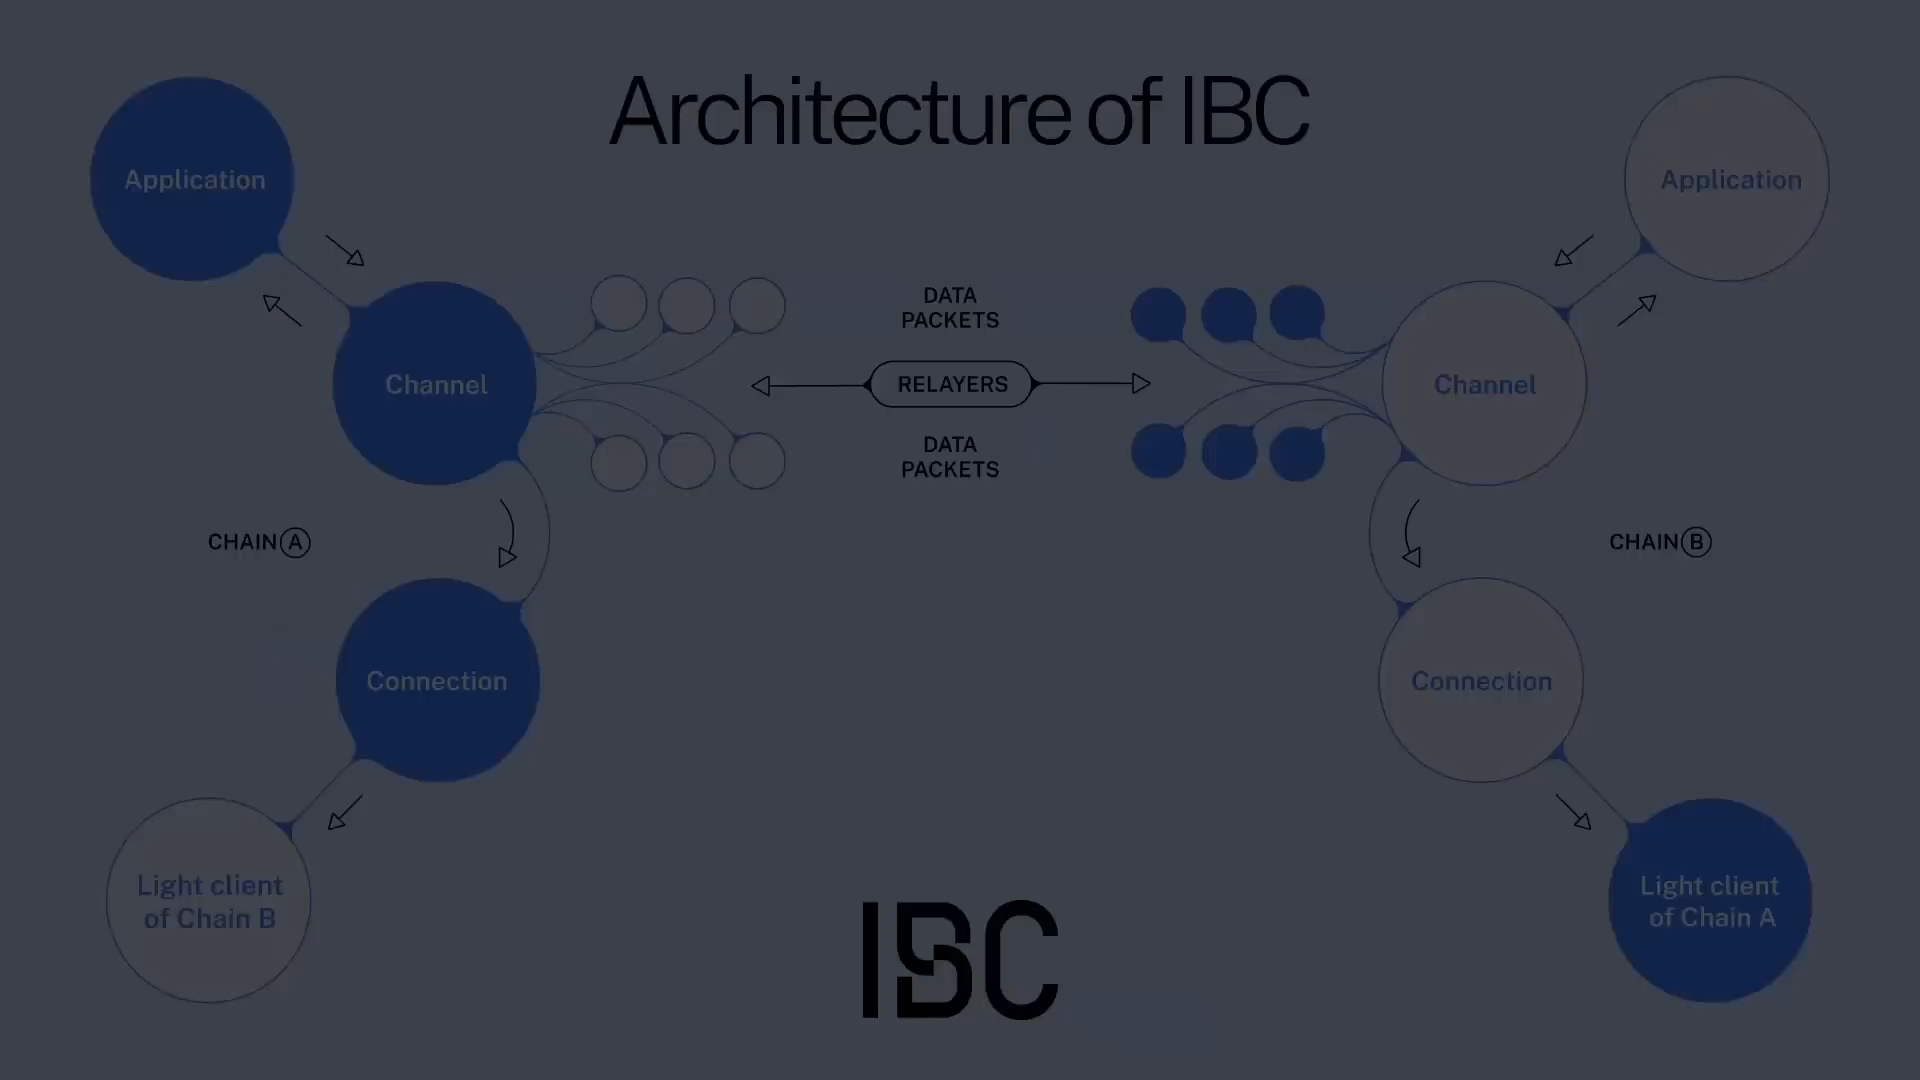 Architecture of IBC
Application
Application
Channel
DATA
PACKETS
RELAYERS
DATA
PACKETS
Channel
CHAIN A
CHAIN B
Connection
Connection
Light client
of Chain B
Light client
of Chain A
IBC